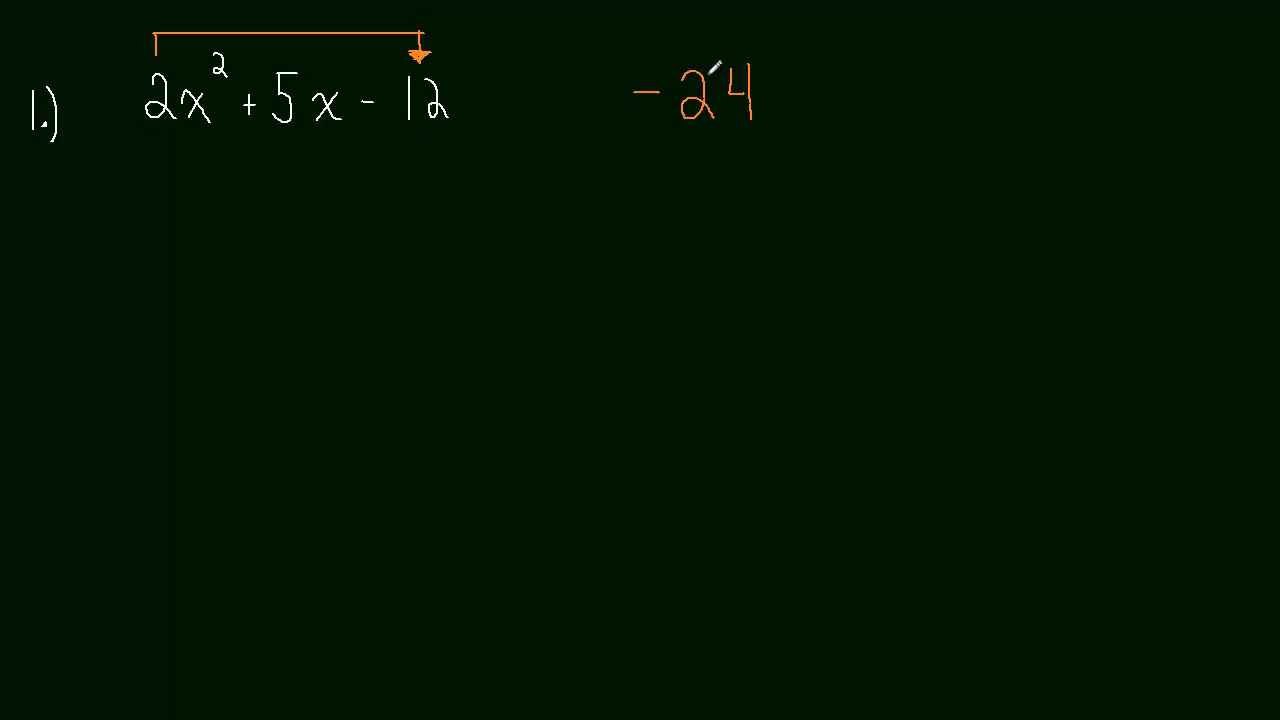 1.) 2x² + 5x - 12 - 24